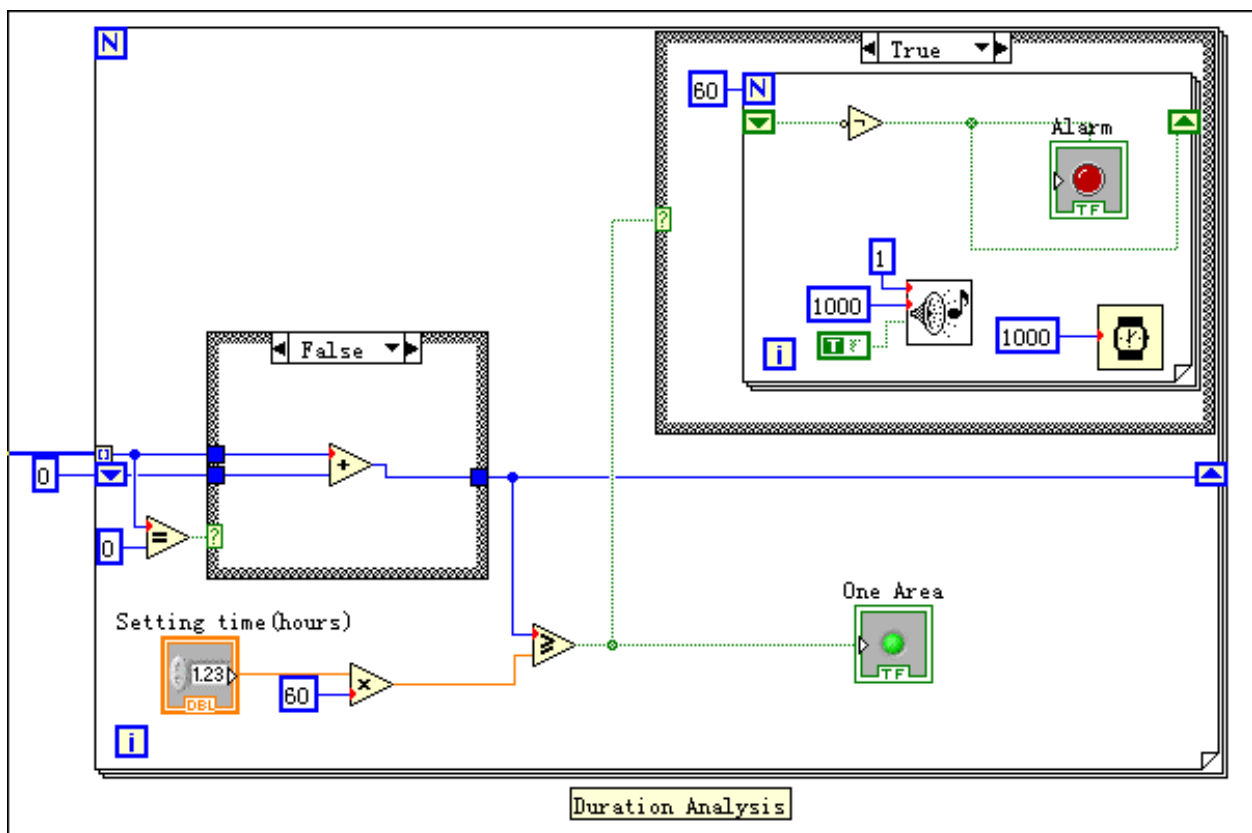 N
True
60 N
Alarm
TF
1
1000
T F
1000
i
False
[]
0
+
?
?
0 =
Setting time(hours)
1.23
DBL
60
×
≥
One Area
TF
i
Duration Analysis